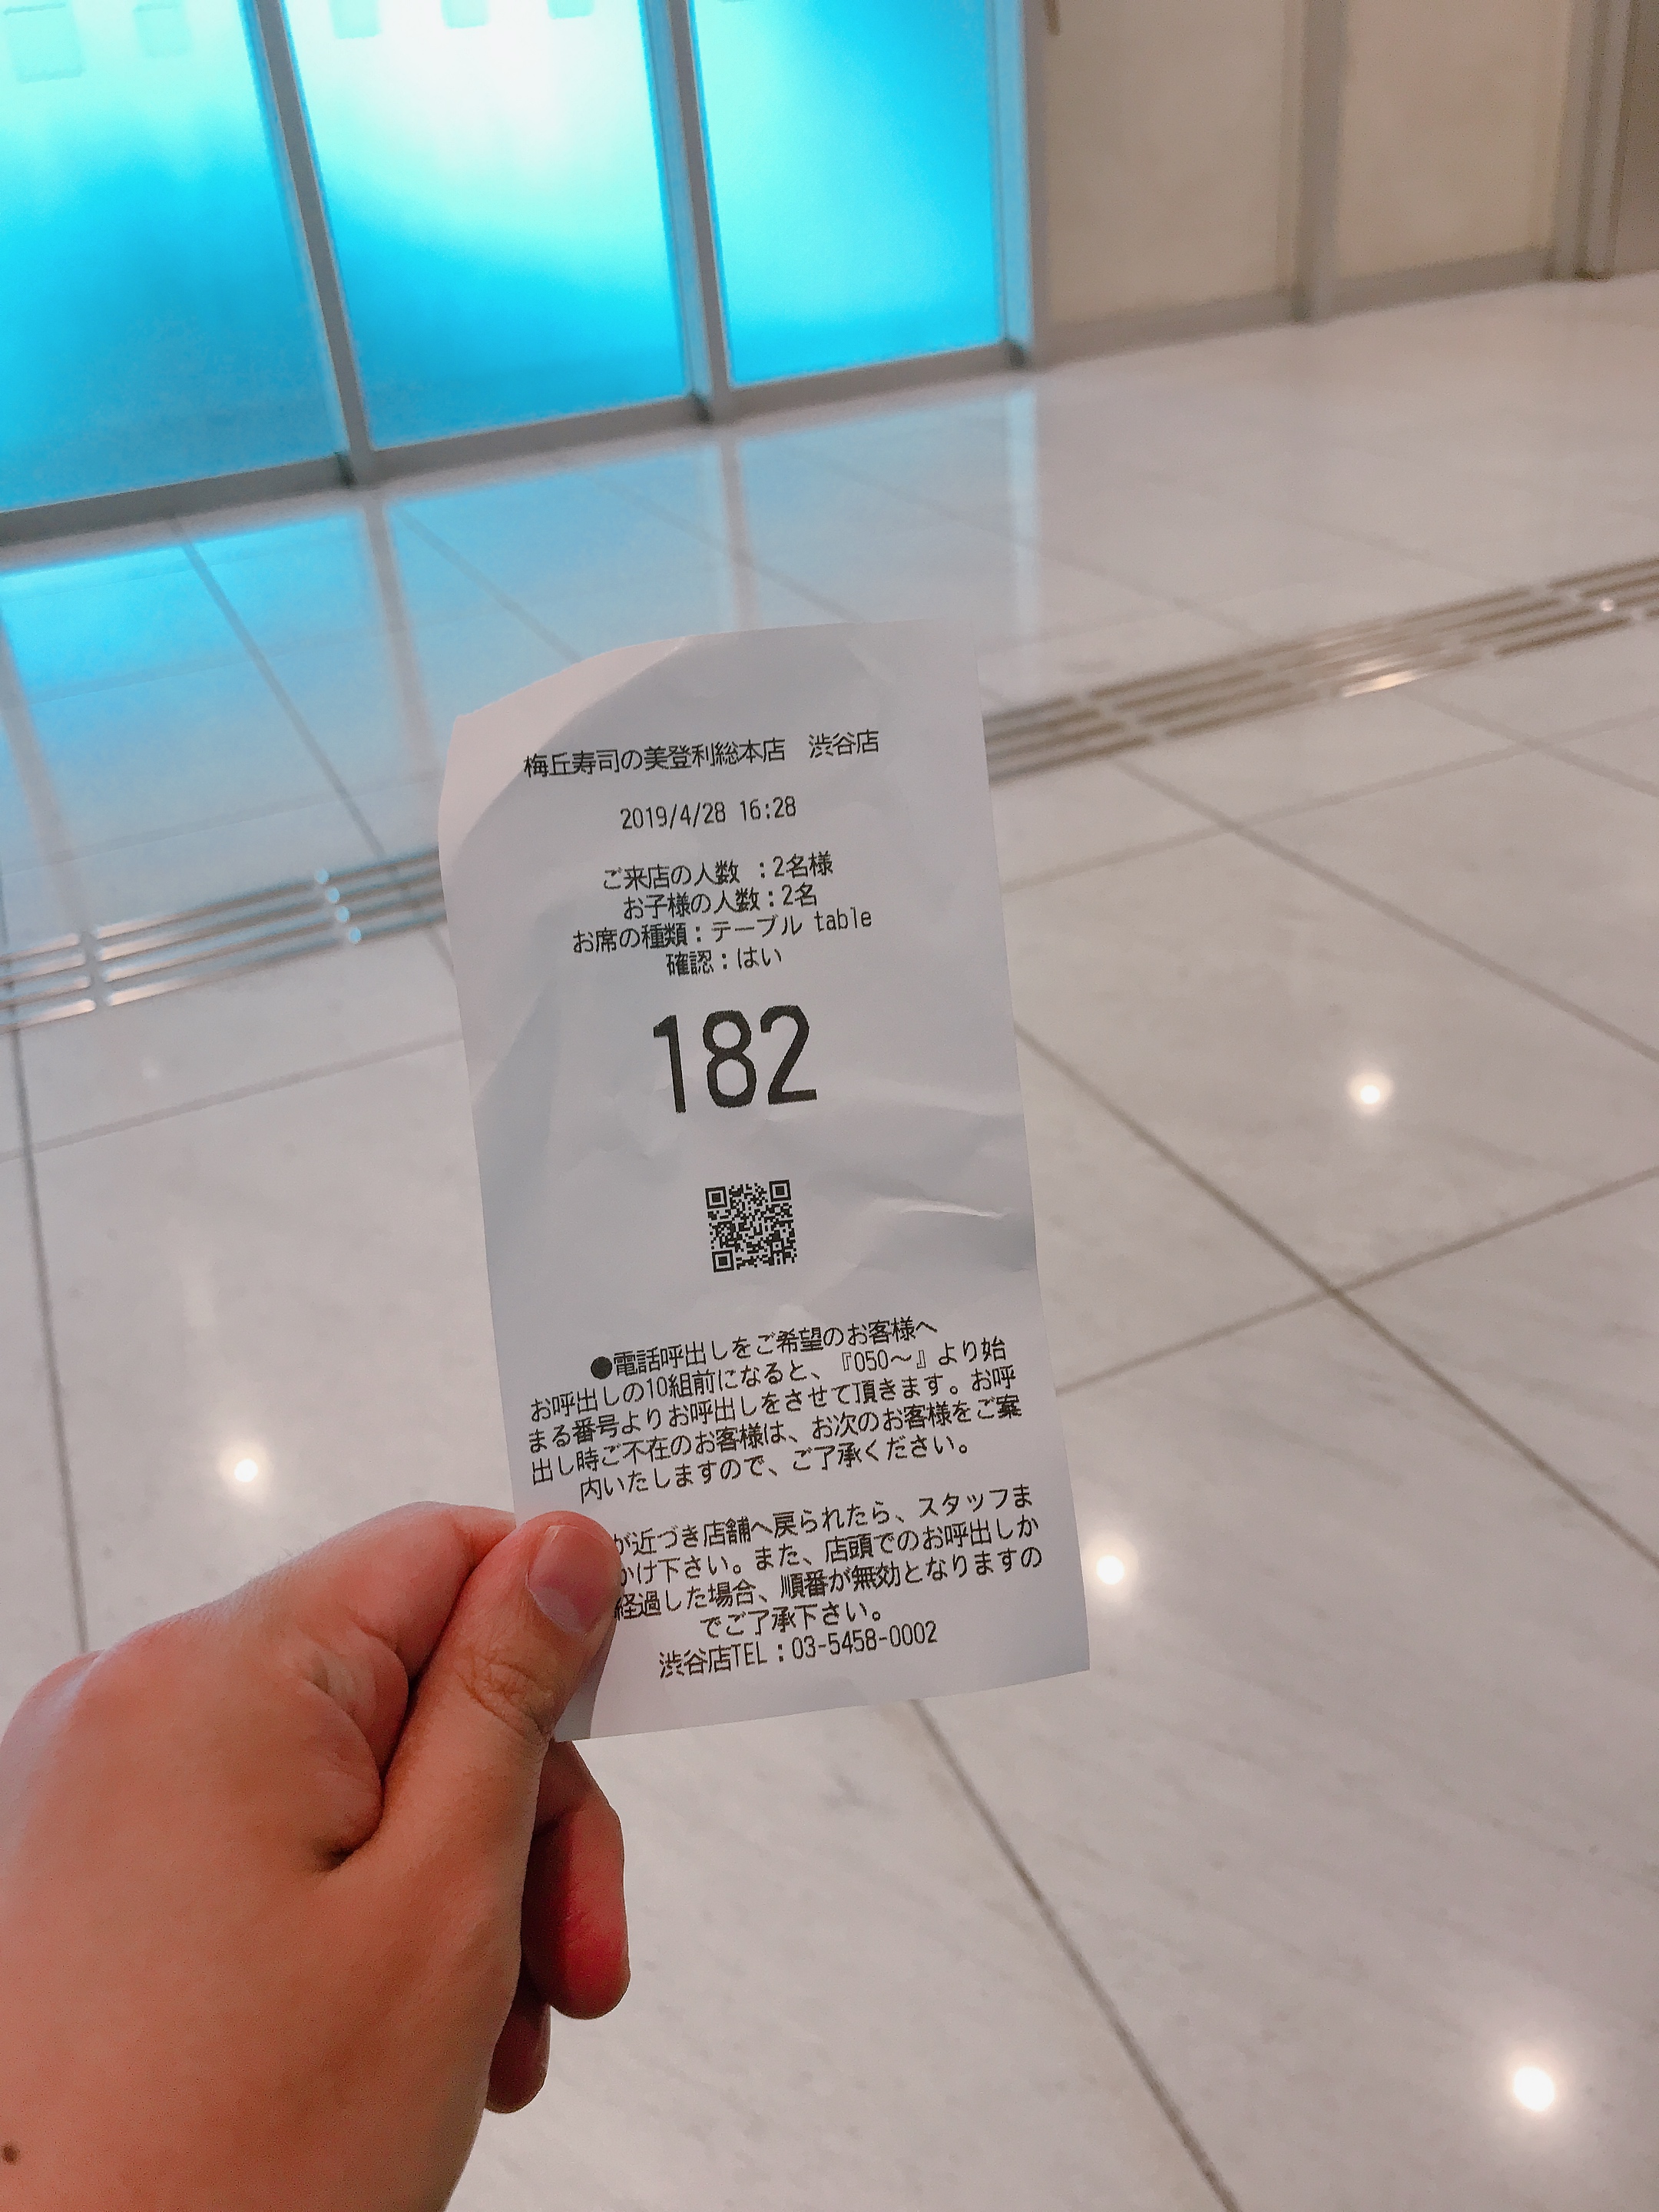 梅丘寿司の美登利総本店 渋谷店
2019/4/28 16:28
ご来店の人数 :2名様
お子様の人数:2名
お席の種類:テーブル table
確認:はい
182
●電話呼出しをご希望のお客様へ
お呼出しの10組前になると、『050～』より始
まる番号よりお呼出しをさせて頂きます。お呼
出し時ご不在のお客様は、お次のお客様をご案
内いたしますので、ご了承ください。
が近づき店舗へ戻られたら、スタッフま
かけ下さい。また、店頭でのお呼出しか
経過した場合、順番が無効となりますの
でご了承下さい。
渋谷店TEL:03-5458-0002